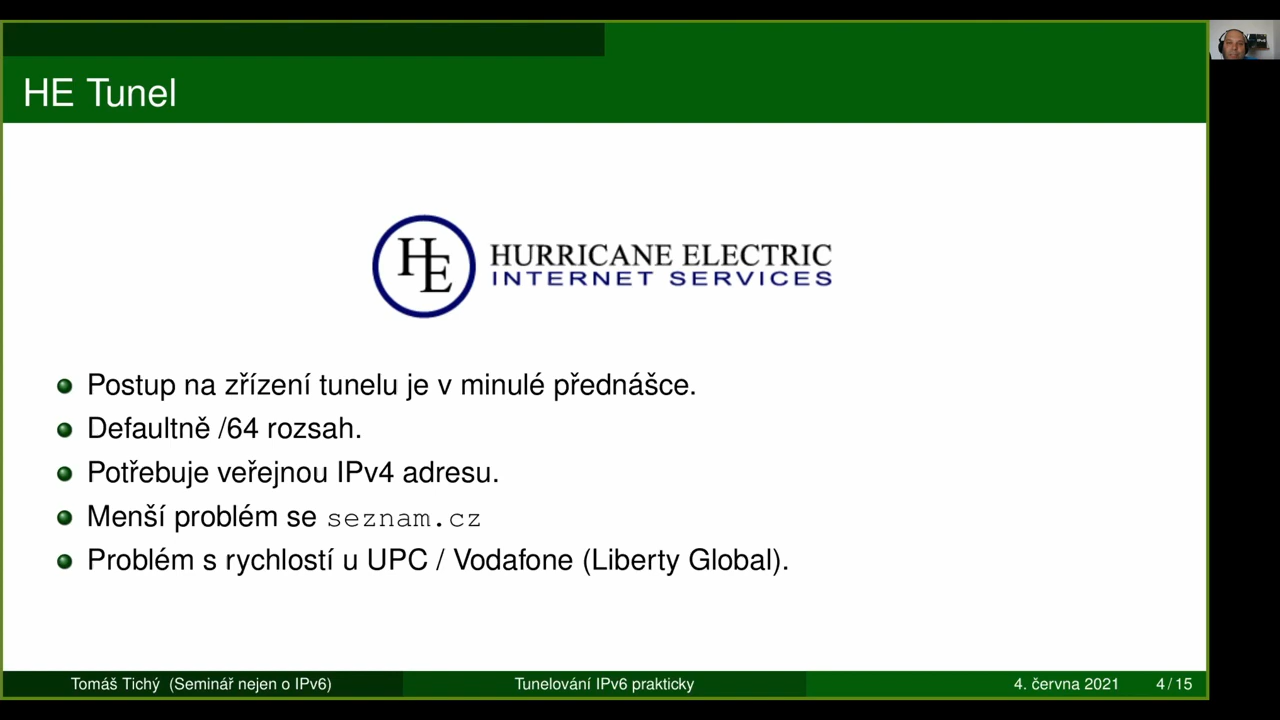 HE Tunel
HE
HURRICANE ELECTRIC
INTERNET SERVICES
Postup na zřízení tunelu je v minulé přednášce.
Defaultně /64 rozsah.
Potřebuje veřejnou IPv4 adresu.
Menší problém se seznam.cz
Problém s rychlostí u UPC / Vodafone (Liberty Global).
Tomáš Tichý (Seminář nejen o IPv6) Tunelování IPv6 prakticky 4. června 2021 4 / 15